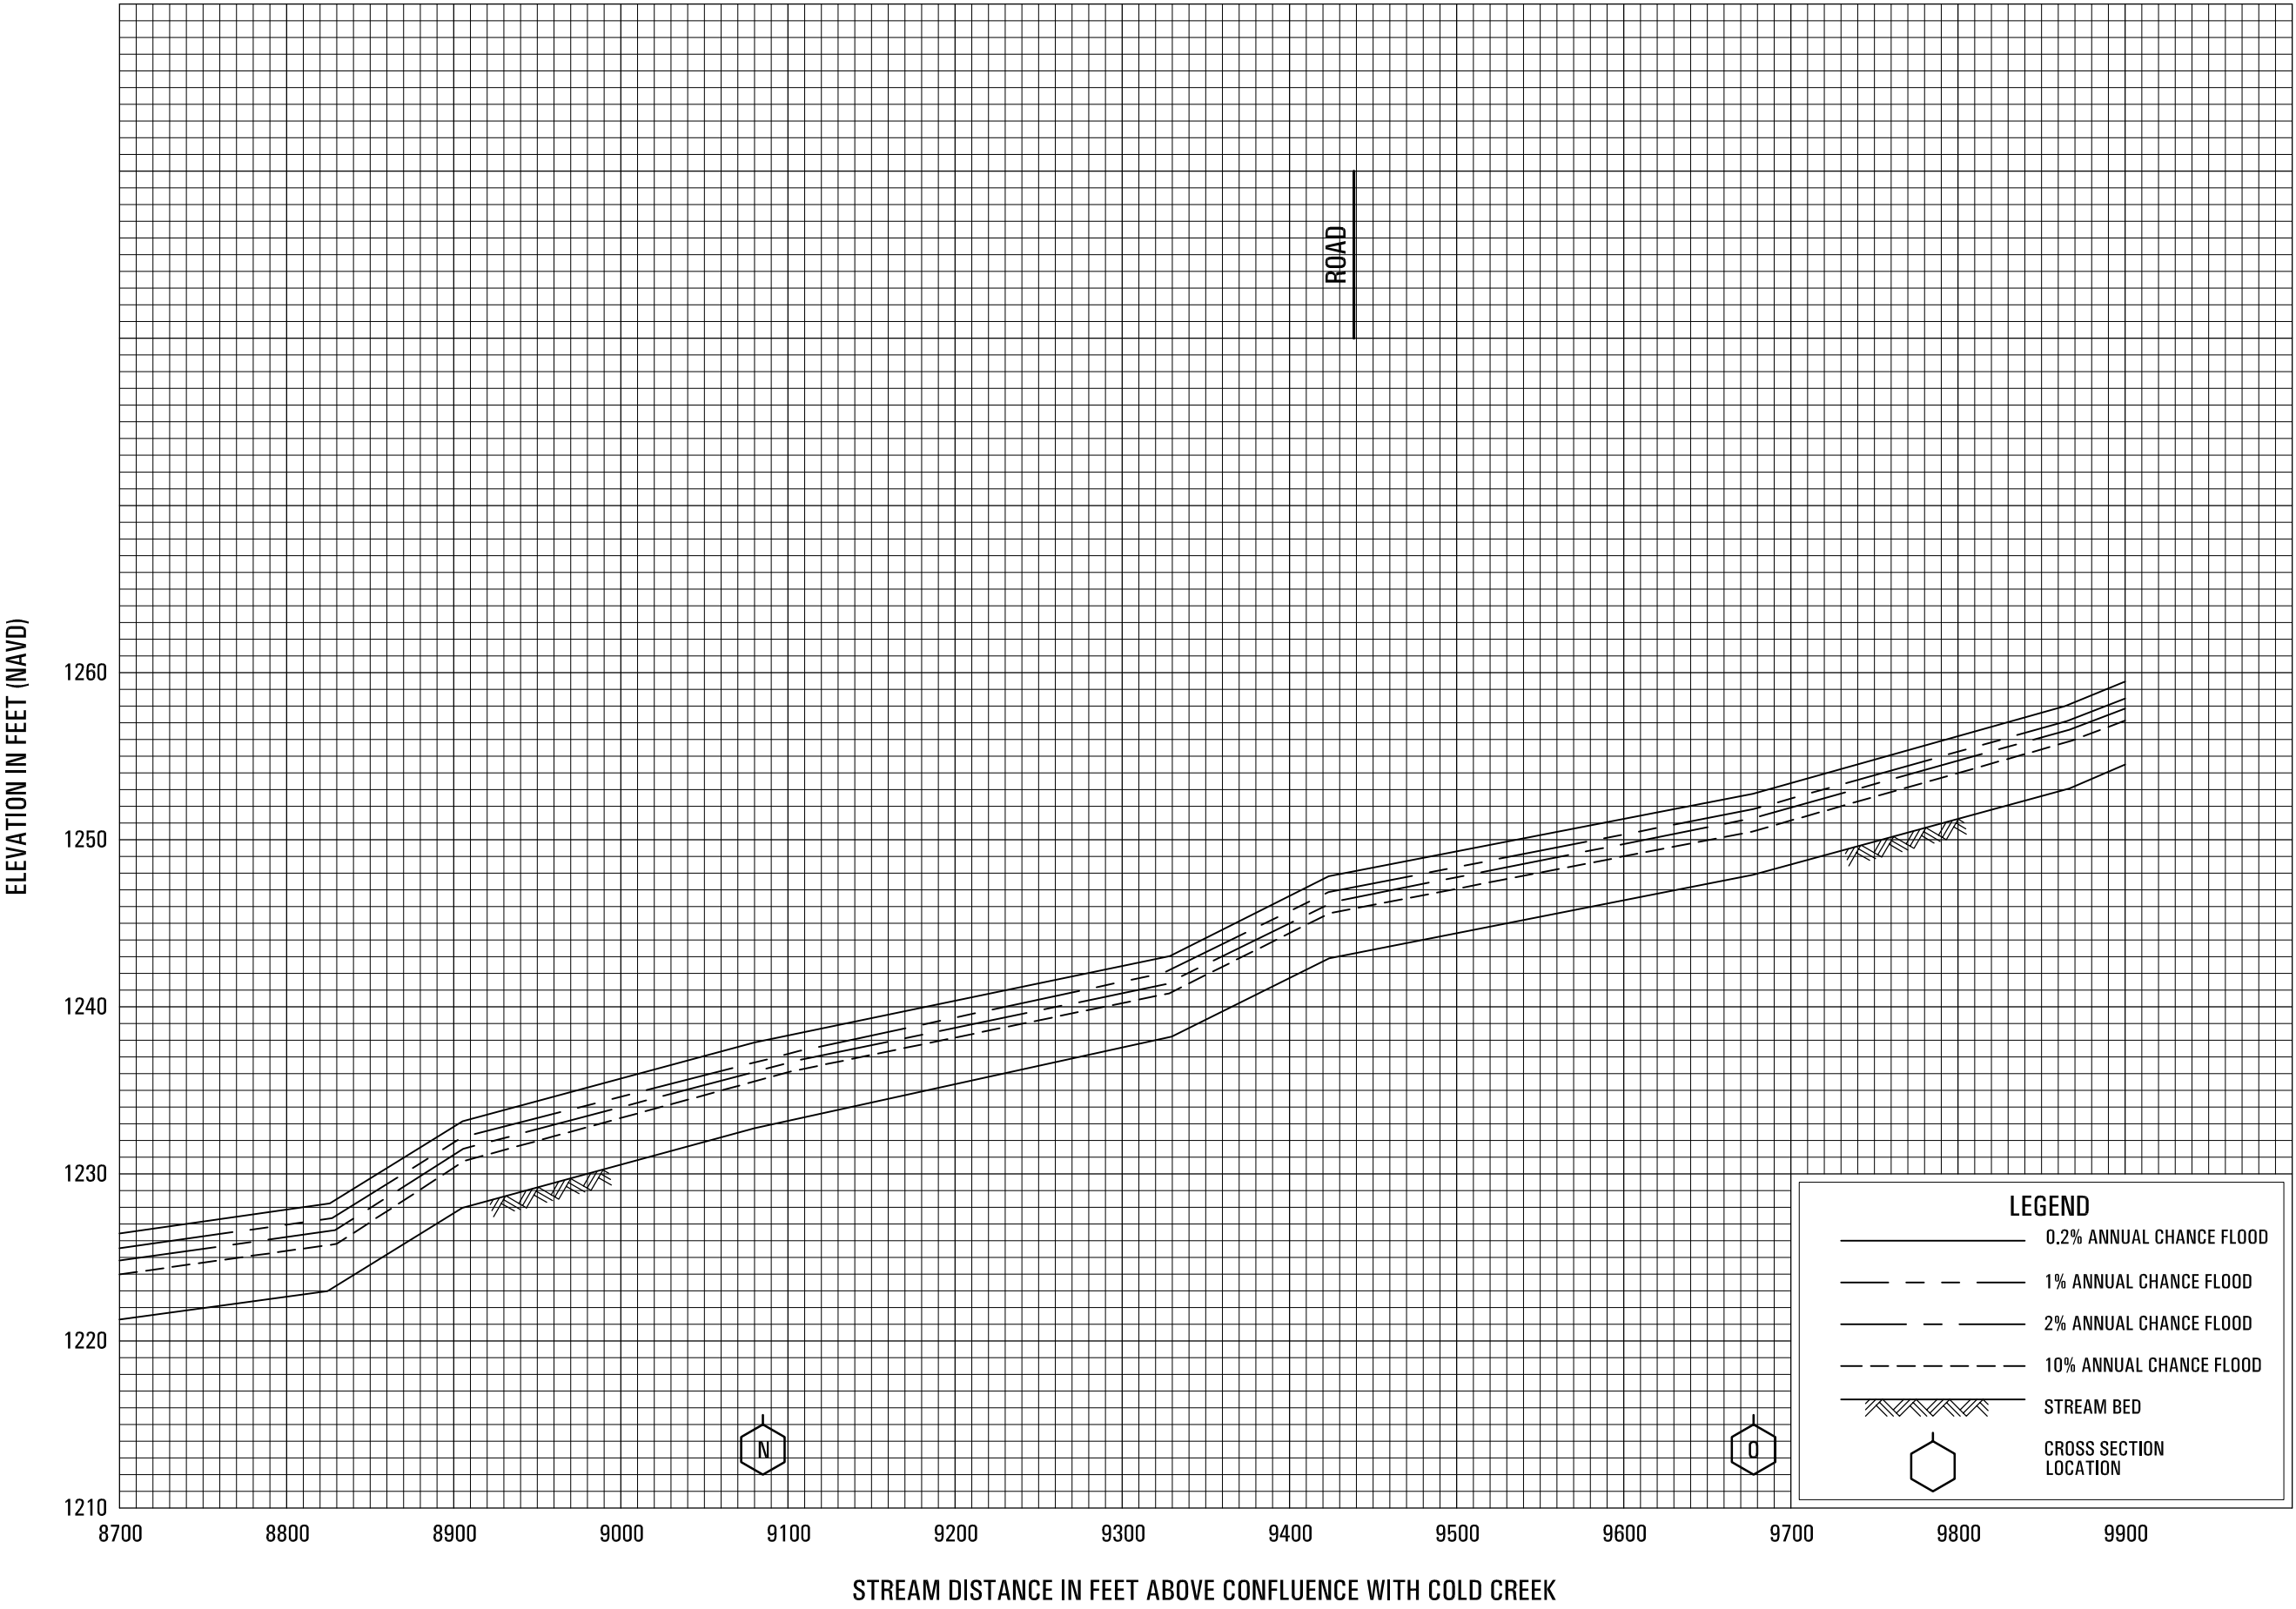 ROAD
ELEVATION IN FEET (NAVD)
1260
1250
1240
1230
1220
1210
N
O
LEGEND
0.2% ANNUAL CHANCE FLOOD
1% ANNUAL CHANCE FLOOD
2% ANNUAL CHANCE FLOOD
10% ANNUAL CHANCE FLOOD
STREAM BED
CROSS SECTION
LOCATION
8700 8800 8900 9000 9100 9200 9300 9400 9500 9600 9700 9800 9900
STREAM DISTANCE IN FEET ABOVE CONFLUENCE WITH COLD CREEK